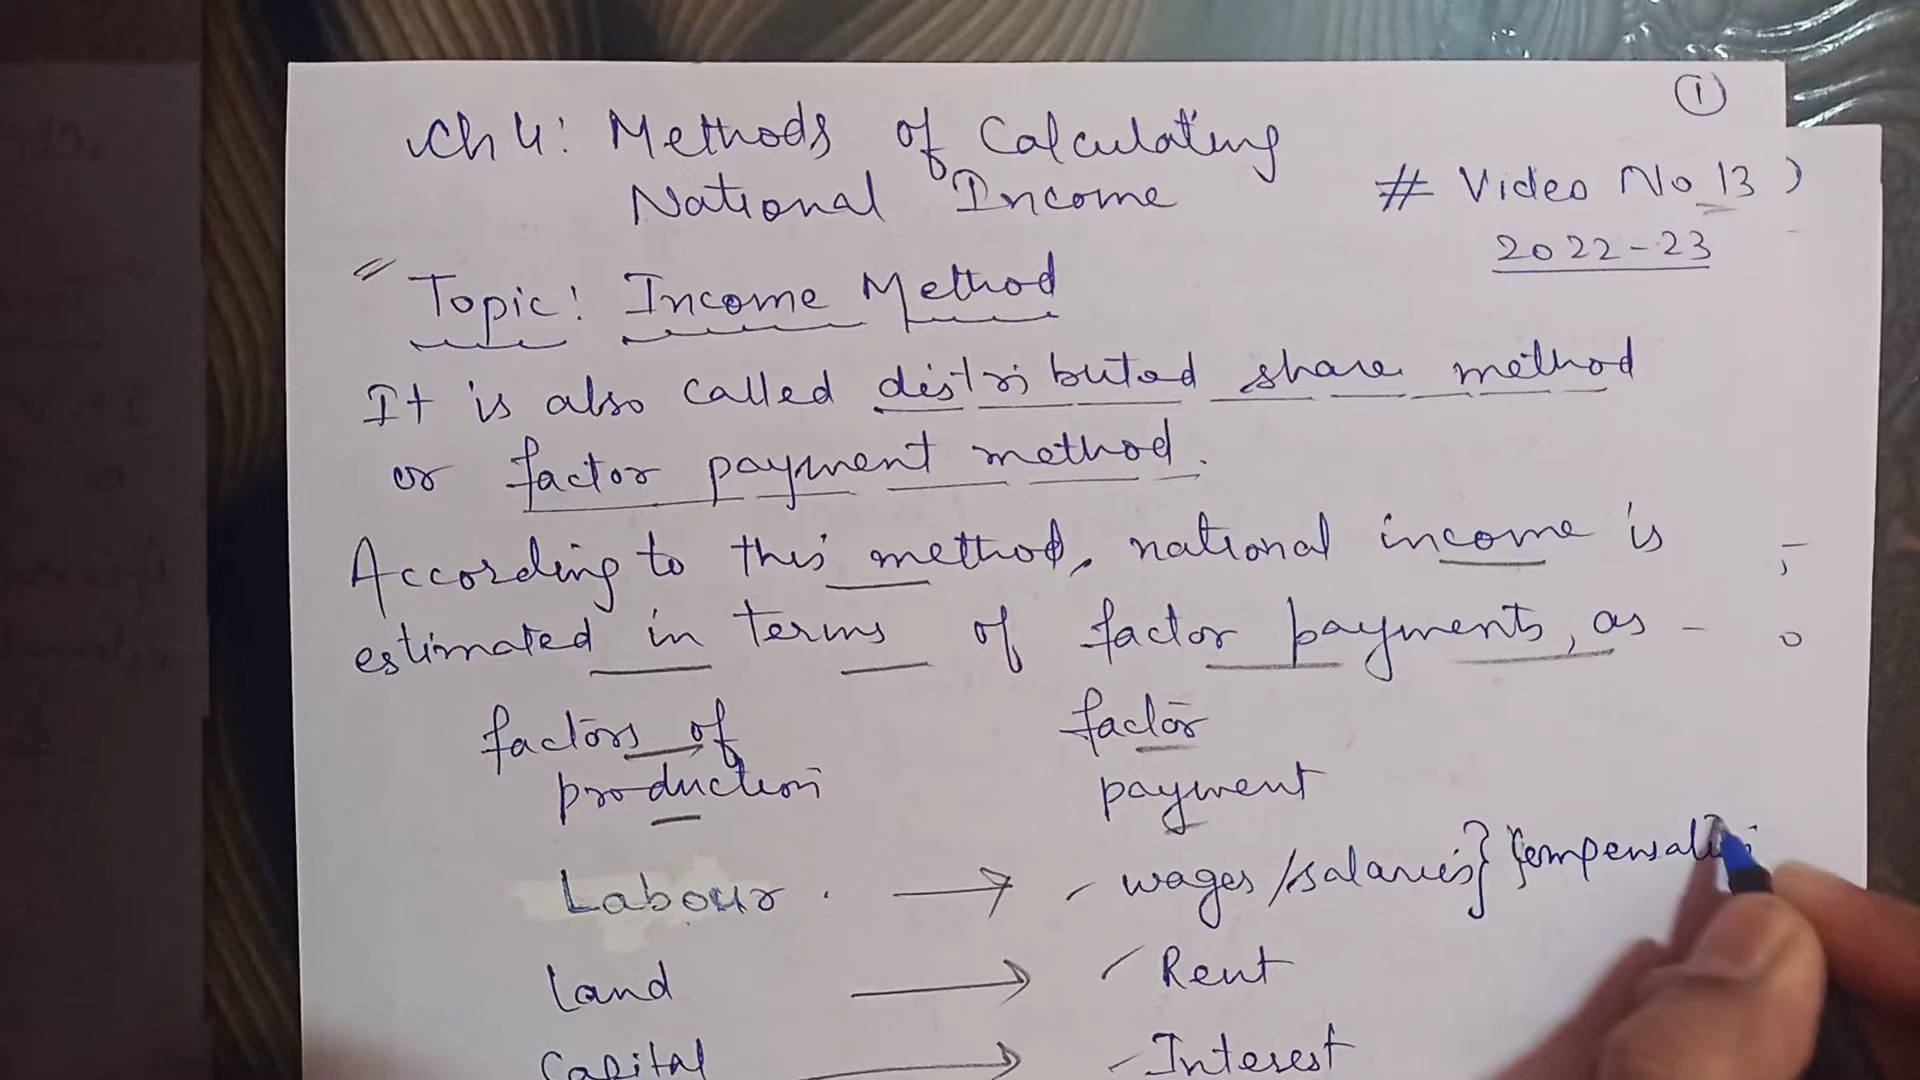 1
Ch 4: Methods of Calculating
National Income
# Video No 13
2022-23
Topic: Income Method
It is also called distributed share method
or factor payment method.
According to this method, national income is
estimated in terms of factor payments, as -
factors of factor
production payment
Labour → wages/salaries} Compensati
Land → Rent
Capital → Interest